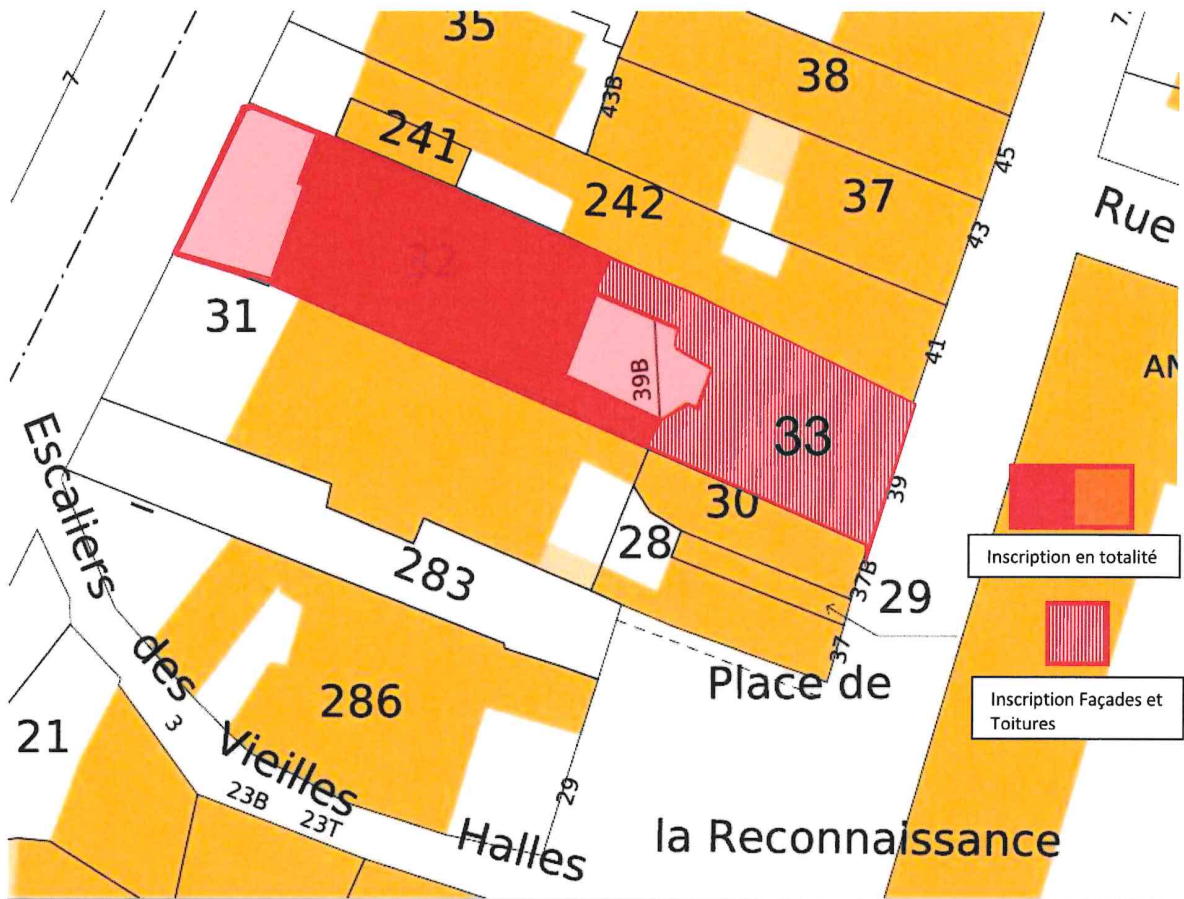 35
38
7
7
43B
241
45
242
37
Rue
43
32
31
41
AN
39B
33
39
Inscription en totalité
30
28
283
37B
29
37
Place de
Inscription Façades et
Toitures
286
21
3
Escaliers
des
Vieilles
Halles
23B
23T
29
la Reconnaissance